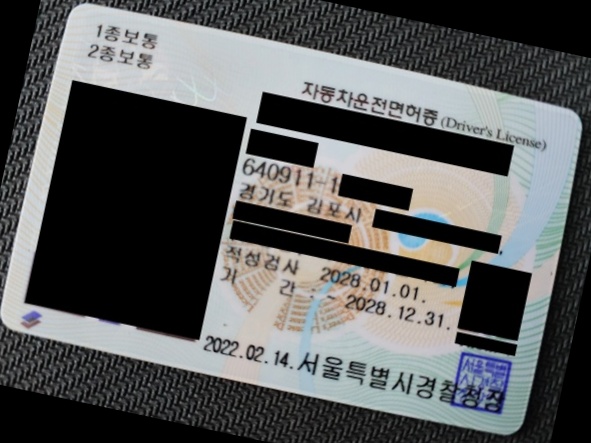 1종보통
2종보통
자동차운전면허증 (Driver's License)
640911-1
경기도 김포시
적성검사 2028.01.01.
기 간 ~ 2028.12.31.
2022.02.14. 서울특별시경찰청장